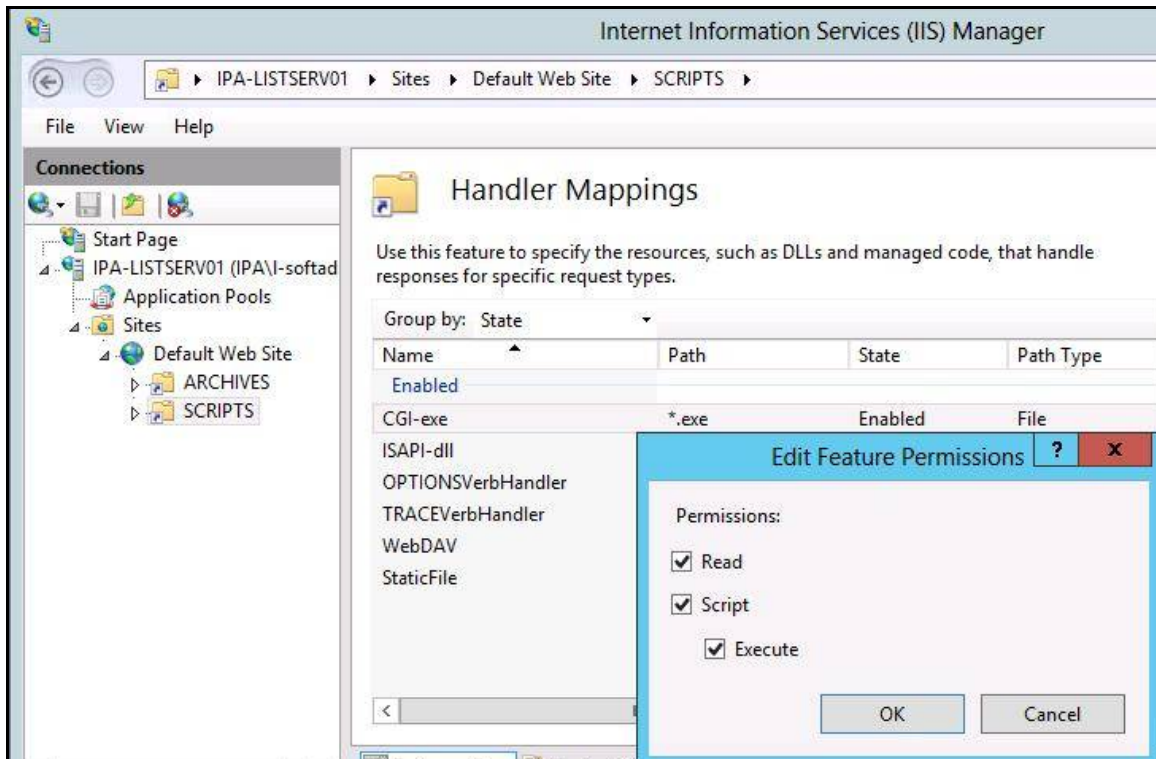 Internet Information Services (IIS) Manager
IPA-LISTSERV01 Sites Default Web Site SCRIPTS
File View Help
Connections
Start Page
IPA-LISTSERV01 (IPA\I-softad
Application Pools
Sites
Default Web Site
ARCHIVES
SCRIPTS
Handler Mappings
Use this feature to specify the resources, such as DLLs and managed code, that handle
responses for specific request types.
Group by: State
Name Path State Path Type
Enabled
CGI-exe *.exe Enabled File
ISAPI-dll
OPTIONSVerbHandler
TRACEVerbHandler
WebDAV
StaticFile
Edit Feature Permissions ? x
Permissions:
Read
Script
Execute
OK Cancel